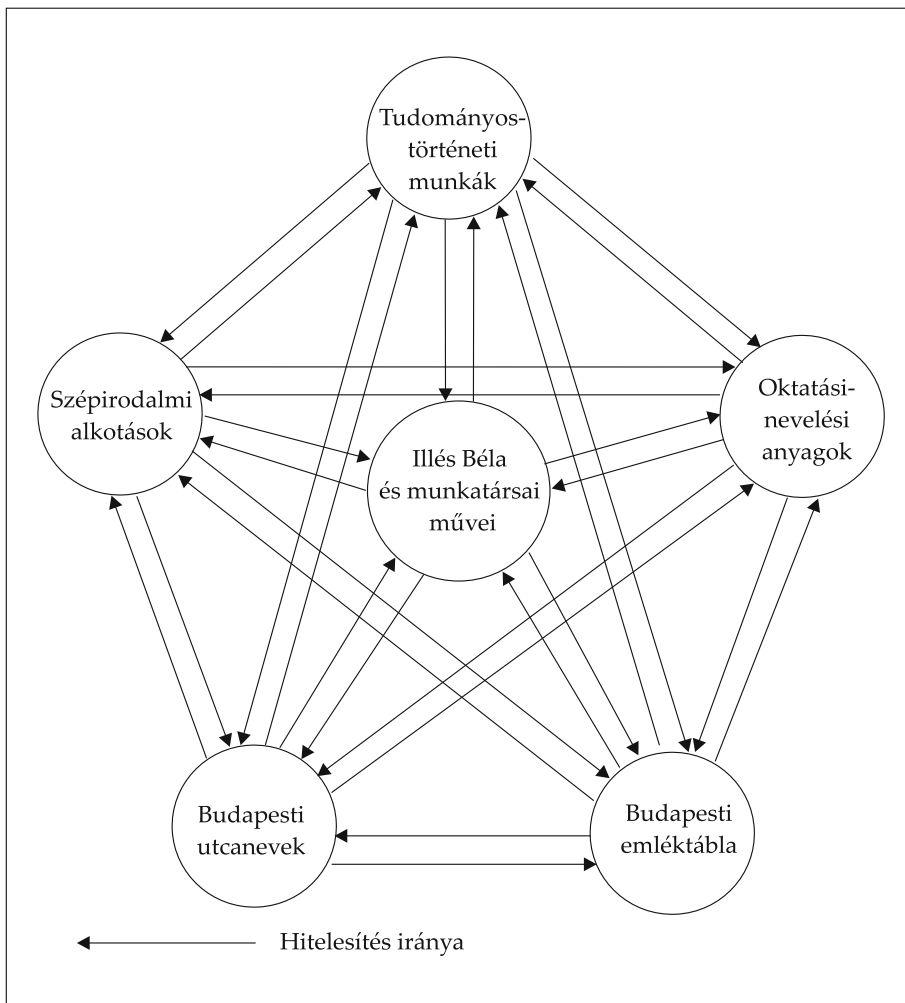 Tudományos-
történeti
munkák
Szépirodalmi
alkotások
Oktatási-
nevelési
anyagok
Illés Béla
és munkatársai
művei
Budapesti
utcanevek
Budapesti
emléktábla
Hitelesítés iránya